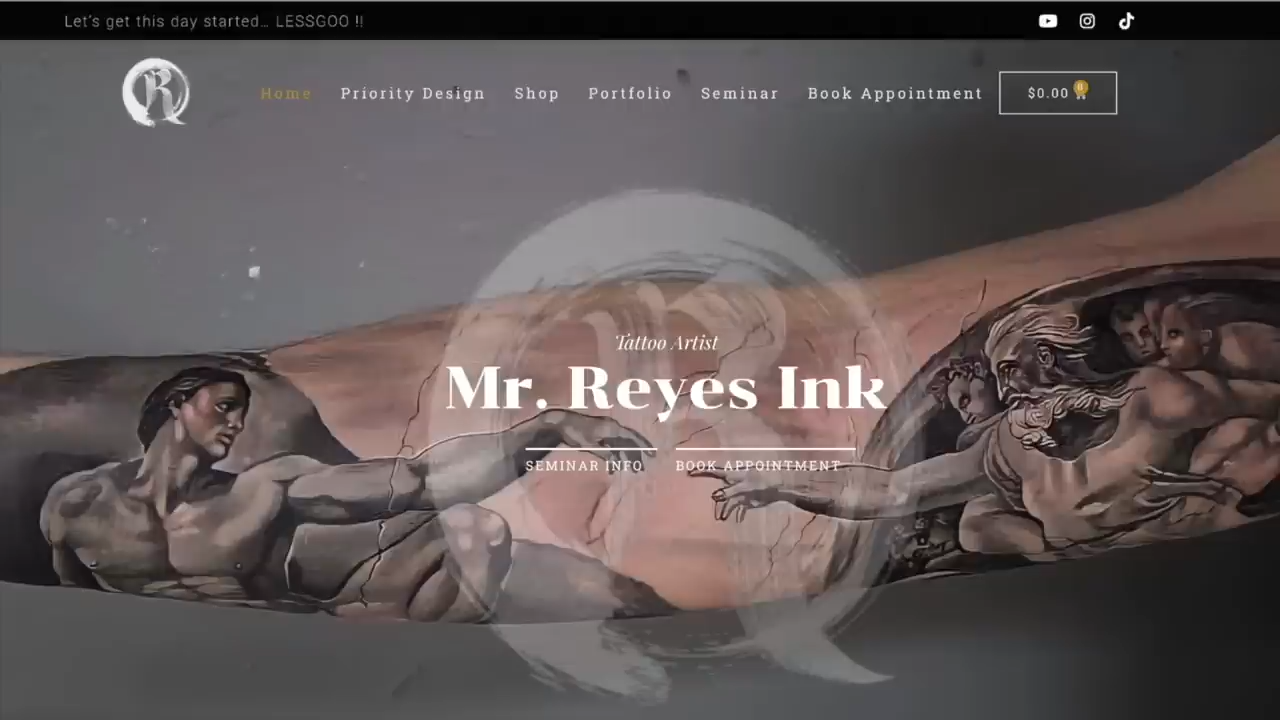 Let's get this day started... LESSGOO !!
R
Home Priority Design Shop Portfolio Seminar Book Appointment $0.00 0
R
Tattoo Artist
Mr. Reyes Ink
SEMINAR INFO BOOK APPOINTMENT